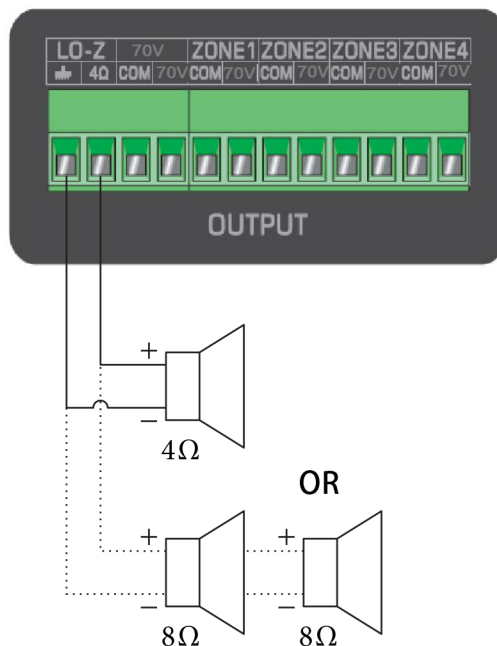 LO-Z 70V ZONE1 ZONE2 ZONE3 ZONE4
4Ω COM 70V COM 70V COM 70V COM 70V COM 70V
OUTPUT
+
−
4Ω
OR
+ +
− −
8Ω 8Ω